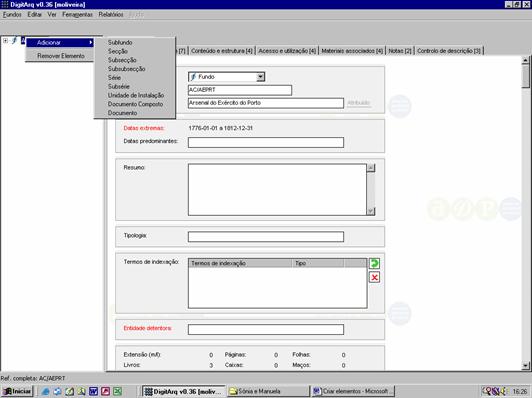 DigitArq v0.36 (moliveira)
Fundos Editar Ver Ferramentas Relatórios Ajuda
Adicionar
Remover Elemento
Subfundo
Secção
Subsecção
Subsubsecção
Série
Subsérie
Unidade de Instalação
Documento Composto
Documento
[7] Conteúdo e estrutura [4] Acesso e utilização [4] Materiais associados [4] Notas [2] Controlo de descrição [3]
Fundo
AC/AEPRT
Arsenal do Exército do Porto Atribuído
Datas extremas: 1776-01-01 a 1812-12-31
Datas predominantes:
Resumo:
Tipologia:
Termos de indexação: Termos de indexação Tipo
Entidade detentora:
Extensão (m/l): 0 Páginas: 0 Folhas: 0
Livros: 3 Caixas: 0 Maços: 0
Ref. completa: AC/AEPRT
Iniciar DigitArq v0.36 (moliv... Sónia e Manuela Criar elementos - Microsoft ... 16:26